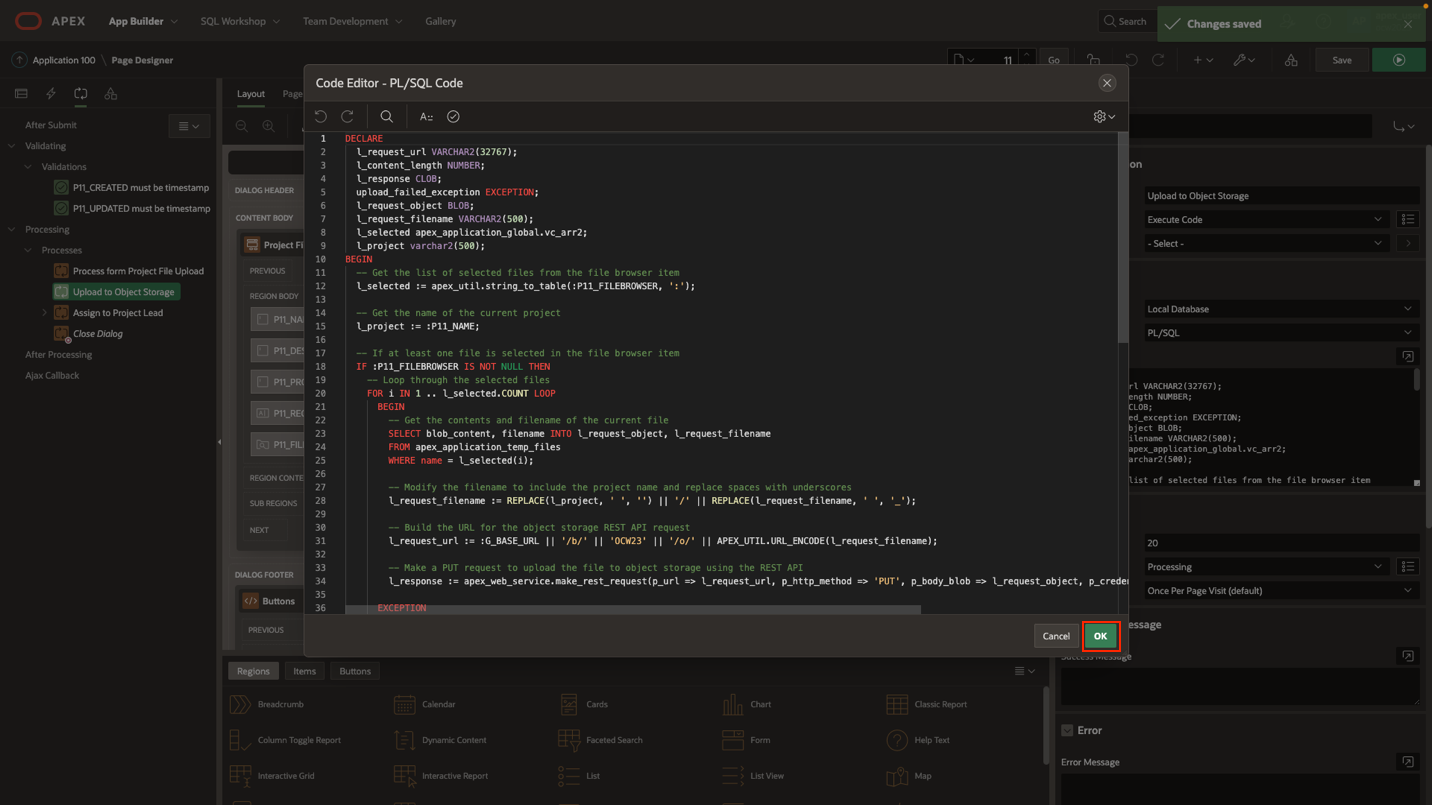 APEX
App Builder
SQL Workshop
Team Development
Gallery
Search
Changes saved
Application 100 \ Page Designer
11
Go
Save
Layout
Page
After Submit
Validating
Validations
P11_CREATED must be timestamp
P11_UPDATED must be timestamp
Processing
Processes
Process form Project File Upload
Upload to Object Storage
Assign to Project Lead
Close Dialog
After Processing
Ajax Callback
DIALOG HEADER
CONTENT BODY
Project Fi
PREVIOUS
REGION BODY
P11_NA
P11_DES
P11_PRO
P11_REC
P11_FIL
REGION CONTE
SUB REGIONS
NEXT
DIALOG FOOTER
Buttons
PREVIOUS
Code Editor - PL/SQL Code
1 DECLARE
2 l_request_url VARCHAR2(32767);
3 l_content_length NUMBER;
4 l_response CLOB;
5 upload_failed_exception EXCEPTION;
6 l_request_object BLOB;
7 l_request_filename VARCHAR2(500);
8 l_selected apex_application_global.vc_arr2;
9 l_project varchar2(500);
10 BEGIN
11 -- Get the list of selected files from the file browser item
12 l_selected := apex_util.string_to_table(:P11_FILEBROWSER, ':');
13
14 -- Get the name of the current project
15 l_project := :P11_NAME;
16
17 -- If at least one file is selected in the file browser item
18 IF :P11_FILEBROWSER IS NOT NULL THEN
19 -- Loop through the selected files
20 FOR i IN 1 .. l_selected.COUNT LOOP
21 BEGIN
22 -- Get the contents and filename of the current file
23 SELECT blob_content, filename INTO l_request_object, l_request_filename
24 FROM apex_application_temp_files
25 WHERE name = l_selected(i);
26
27 -- Modify the filename to include the project name and replace spaces with underscores
28 l_request_filename := REPLACE(l_project, ' ', '') || '/' || REPLACE(l_request_filename, ' ', '_');
29
30 -- Build the URL for the object storage REST API request
31 l_request_url := :G_BASE_URL || '/b/' || 'OCW23' || '/o/' || APEX_UTIL.URL_ENCODE(l_request_filename);
32
33 -- Make a PUT request to upload the file to object storage using the REST API
34 l_response := apex_web_service.make_rest_request(p_url => l_request_url, p_http_method => 'PUT', p_body_blob => l_request_object, p_crede
35
36 EXCEPTION
Cancel
OK
on
Upload to Object Storage
Execute Code
- Select -
Local Database
PL/SQL
rl VARCHAR2(32767);
ength NUMBER;
CLOB;
ed_exception EXCEPTION;
bject BLOB;
ilename VARCHAR2(500);
apex_application_global.vc_arr2;
archar2(500);
list of selected files from the file browser item
20
Processing
Once Per Page Visit (default)
essage
Success Message
Error
Error Message
Regions
Items
Buttons
Breadcrumb
Calendar
Cards
Chart
Classic Report
Column Toggle Report
Dynamic Content
Faceted Search
Form
Help Text
Interactive Grid
Interactive Report
List
List View
Map